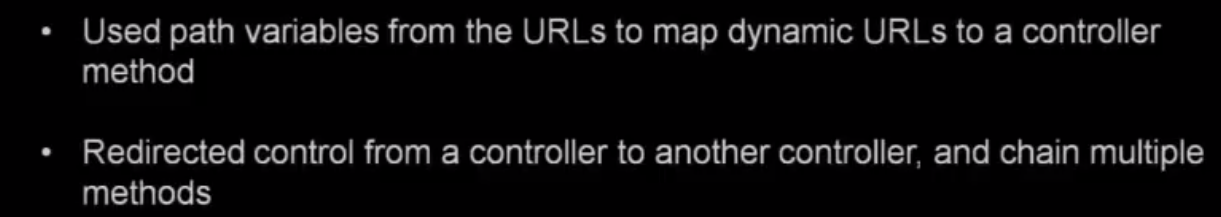 • Used path variables from the URLs to map dynamic URLs to a controller
method
• Redirected control from a controller to another controller, and chain multiple
methods